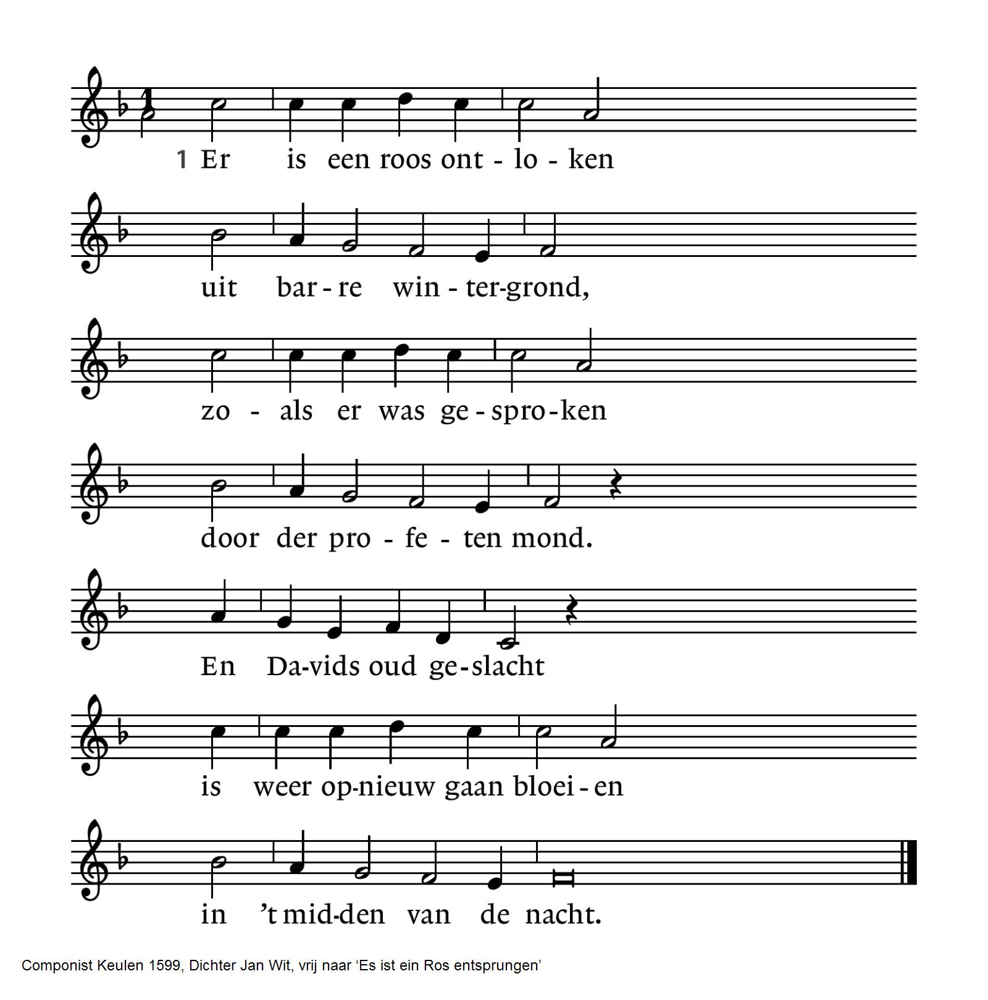 1 Er is een roos ont - lo - ken
uit bar - re win - ter-grond,
zo - als er was ge - spro - ken
door der pro - fe - ten mond.
En Da-vids oud ge-slacht
is weer op-nieuw gaan bloei - en
in ’t mid-den van de nacht.
Componist Keulen 1599, Dichter Jan Wit, vrij naar ‘Es ist ein Ros entsprungen’